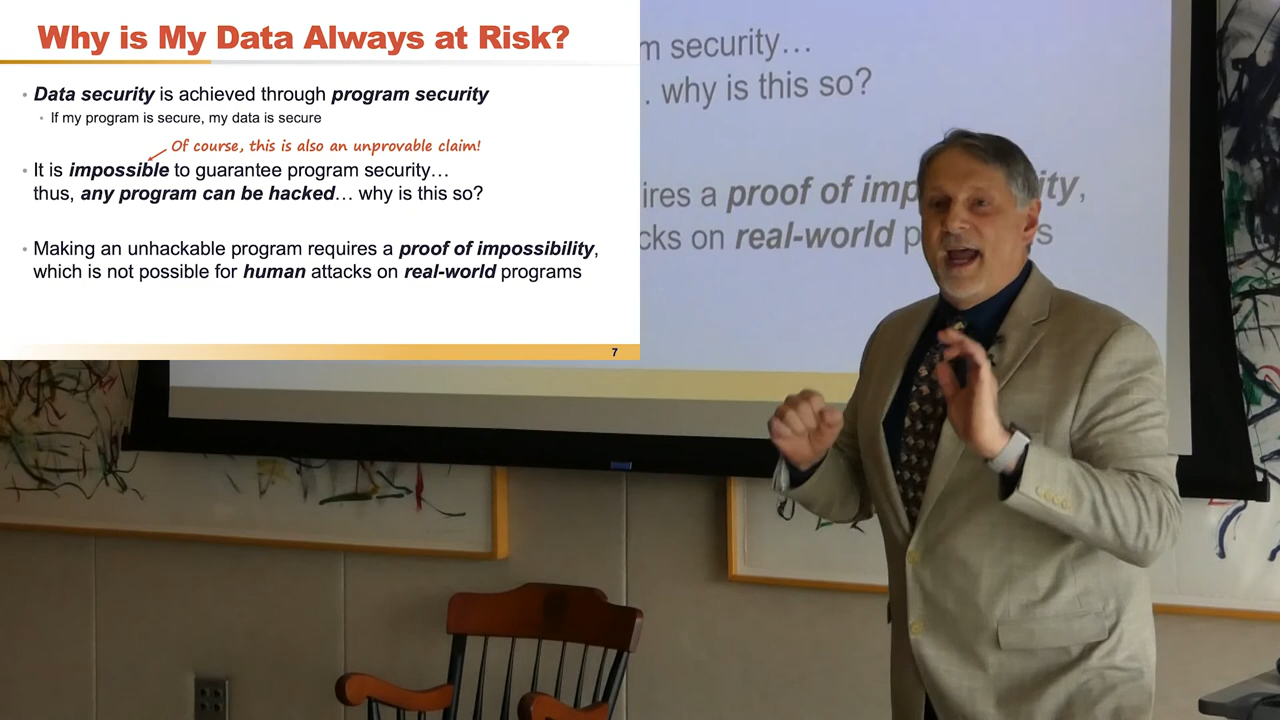 Why is My Data Always at Risk?
• Data security is achieved through program security
• If my program is secure, my data is secure
Of course, this is also an unprovable claim!
• It is impossible to guarantee program security…
thus, any program can be hacked… why is this so?
• Making an unhackable program requires a proof of impossibility,
which is not possible for human attacks on real-world programs
7
m security…
. why is this so?
ires a proof of imp ity,
cks on real-world p s